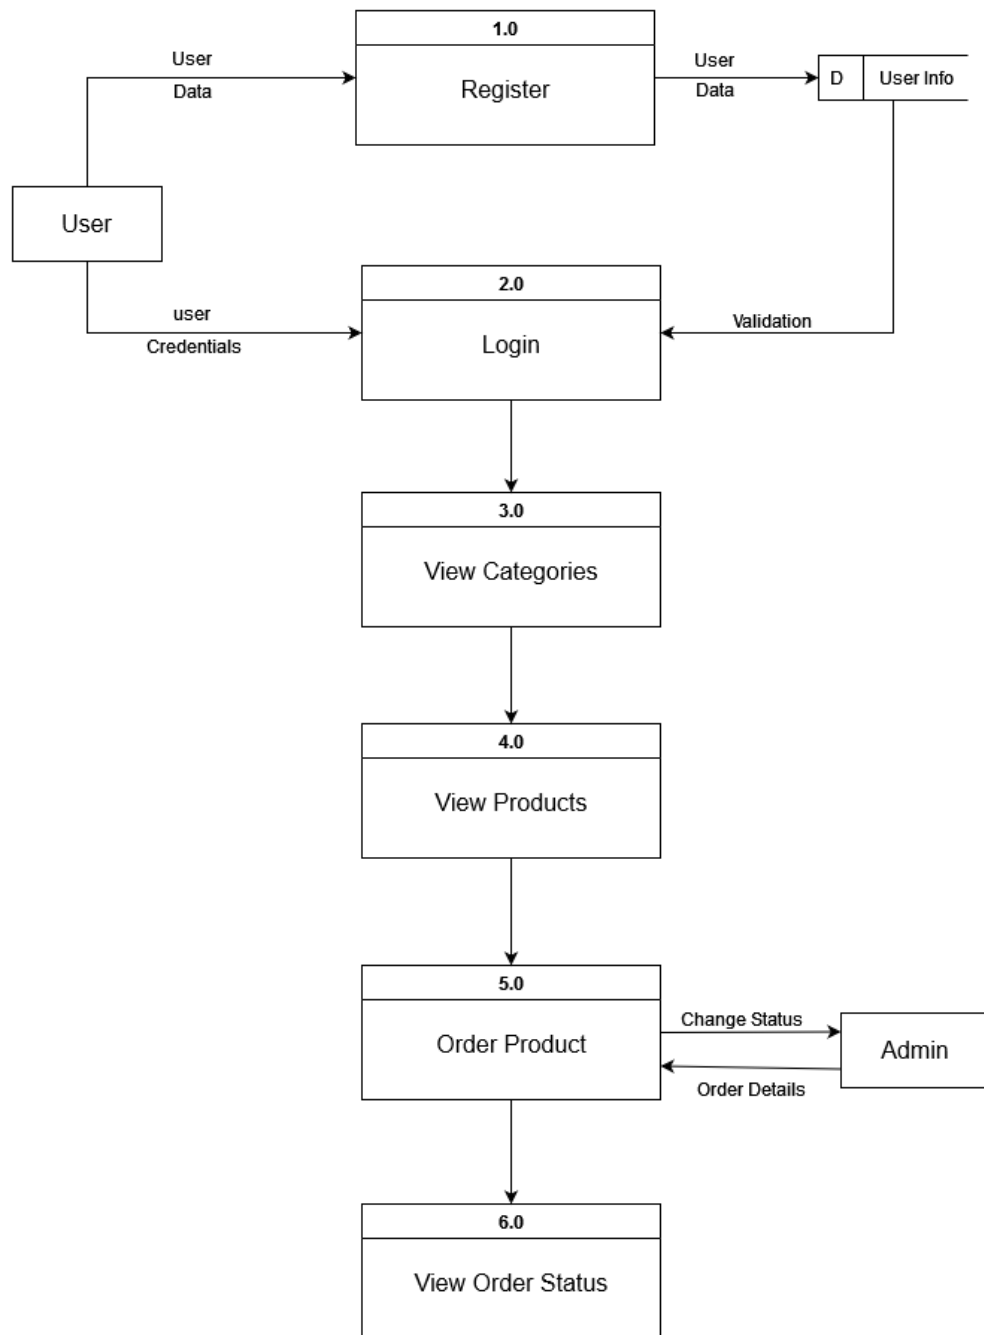 1.0
Register
User
Data
User
Data
D
User Info
User
2.0
Login
user
Credentials
Validation
3.0
View Categories
4.0
View Products
5.0
Order Product
Change Status
Order Details
Admin
6.0
View Order Status